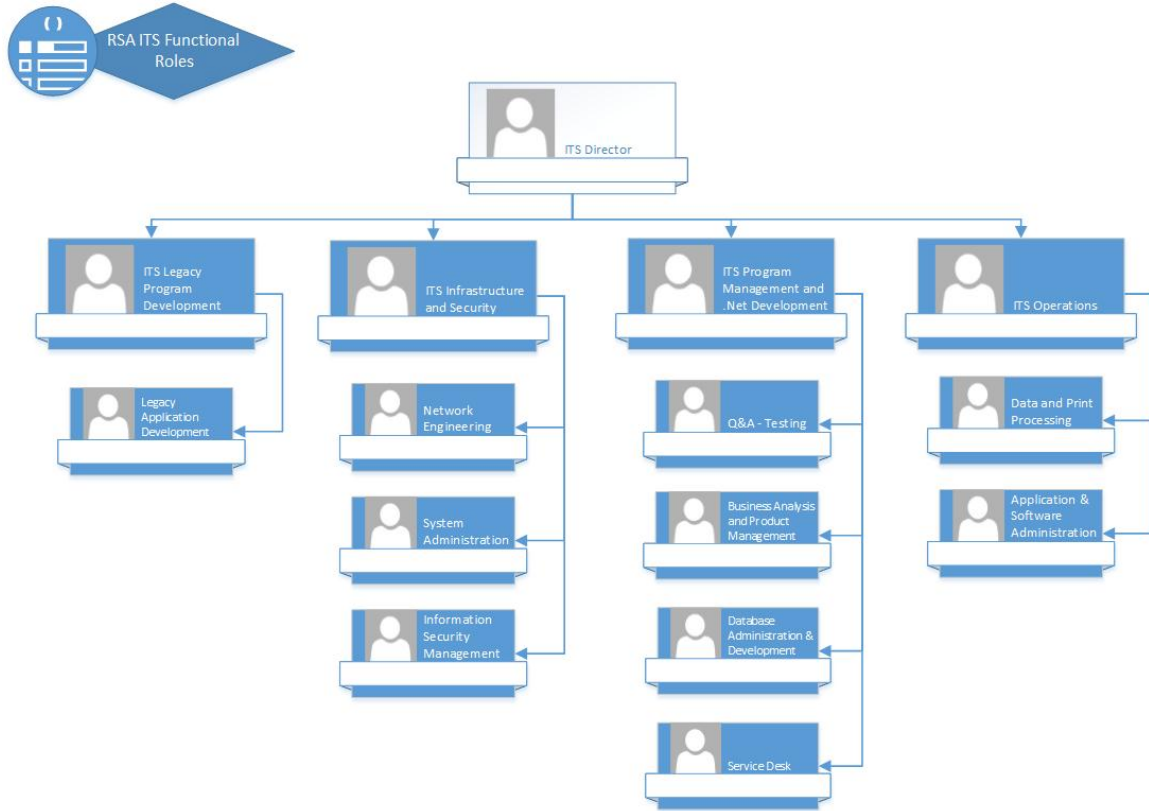 RSA ITS Functional
Roles
ITS Director
ITS Legacy
Program
Development
ITS Infrastructure
and Security
ITS Program
Management and
.Net Development
ITS Operations
Legacy
Application
Development
Network
Engineering
System
Administration
Information
Security
Management
Q&A - Testing
Business Analysis
and Product
Management
Database
Administration &
Development
Service Desk
Data and Print
Processing
Application &
Software
Administration